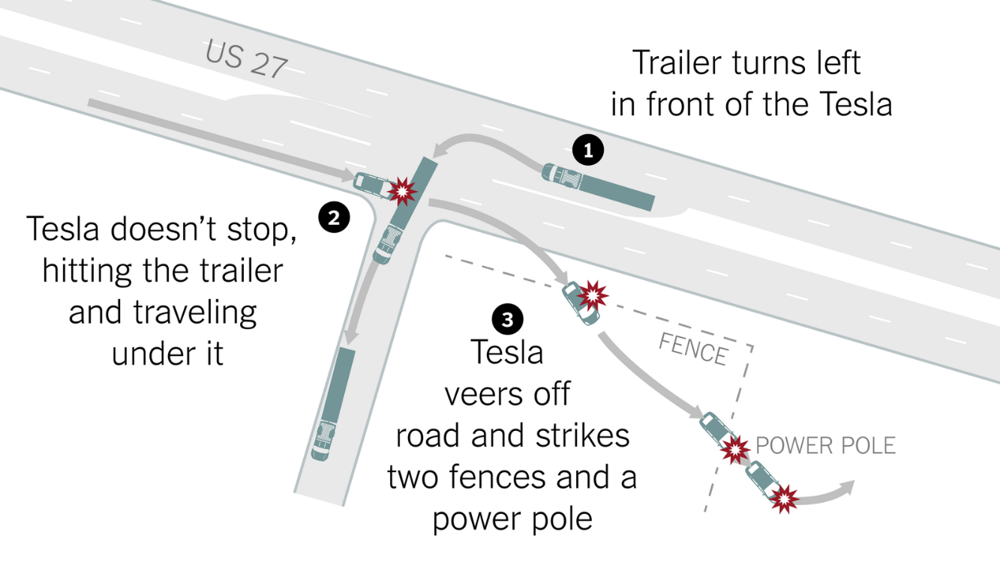 US 27
Trailer turns left
in front of the Tesla
1
2
Tesla doesn't stop,
hitting the trailer
and traveling
under it
3
Tesla
veers off
road and strikes
two fences and a
power pole
FENCE
POWER POLE